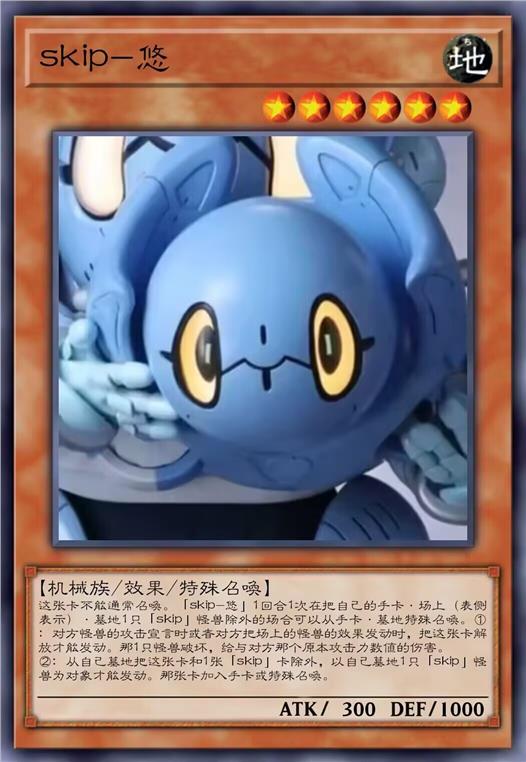 skip-悠
地
【机械族/效果/特殊召唤】
这张卡不能通常召唤。「skip-悠」1回合1次在把自己的手卡·场上（表侧
表示）·墓地1只「skip」怪兽除外的场合可以从手卡·墓地特殊召唤。①
：对方怪兽的攻击宣言时或者对方把场上的怪兽的效果发动时，把这张卡解
放才能发动。那1只怪兽破坏，给与对方那个原本攻击力数值的伤害。
②：从自己墓地把这张卡和1张「skip」卡除外，以自己墓地1只「skip」怪
兽为对象才能发动。那张卡加入手卡或特殊召唤。
ATK/ 300 DEF/1000